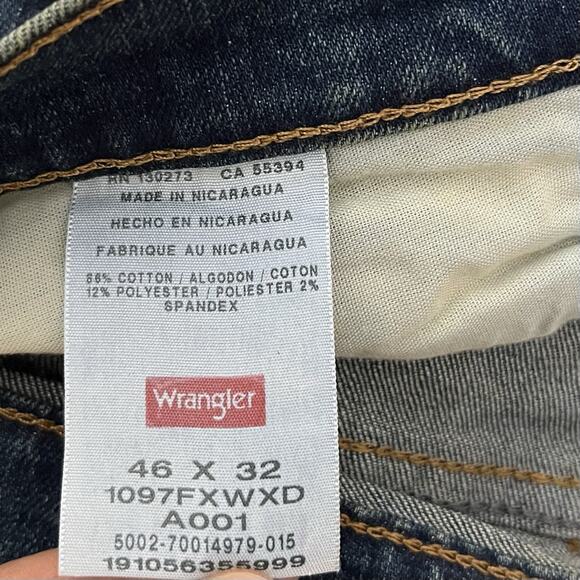 RN 130273 CA 55394
MADE IN NICARAGUA
HECHO EN NICARAGUA
FABRIQUE AU NICARAGUA
86% COTTON / ALGODON / COTON
12% POLYESTER / POLIESTER 2%
SPANDEX
Wrangler
46 X 32
1097FXWXD
A001
5002-70014979-015
191056355999